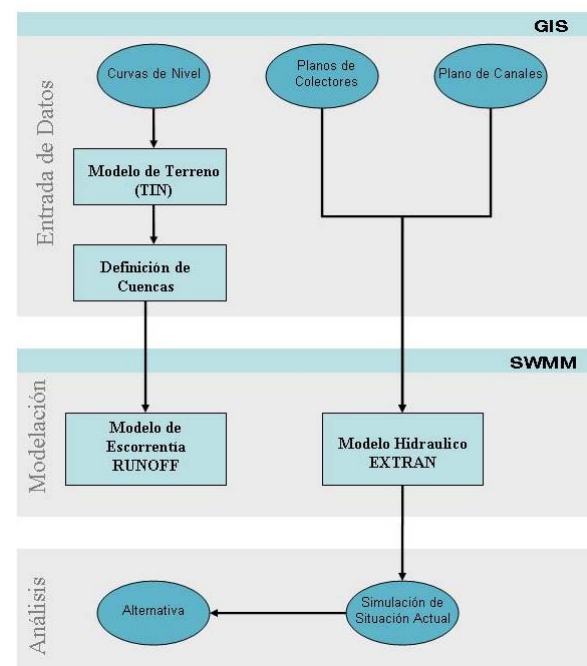 GIS
Entrada de Datos
Curvas de Nivel
Planos de
Colectores
Plano de Canales
Modelo de Terreno
(TIN)
Definición de
Cuencas
SWMM
Modelación
Modelo de
Escorrentía
RUNOFF
Modelo Hidraulico
EXTRAN
Análisis
Alternativa
Simulación de
Situación Actual